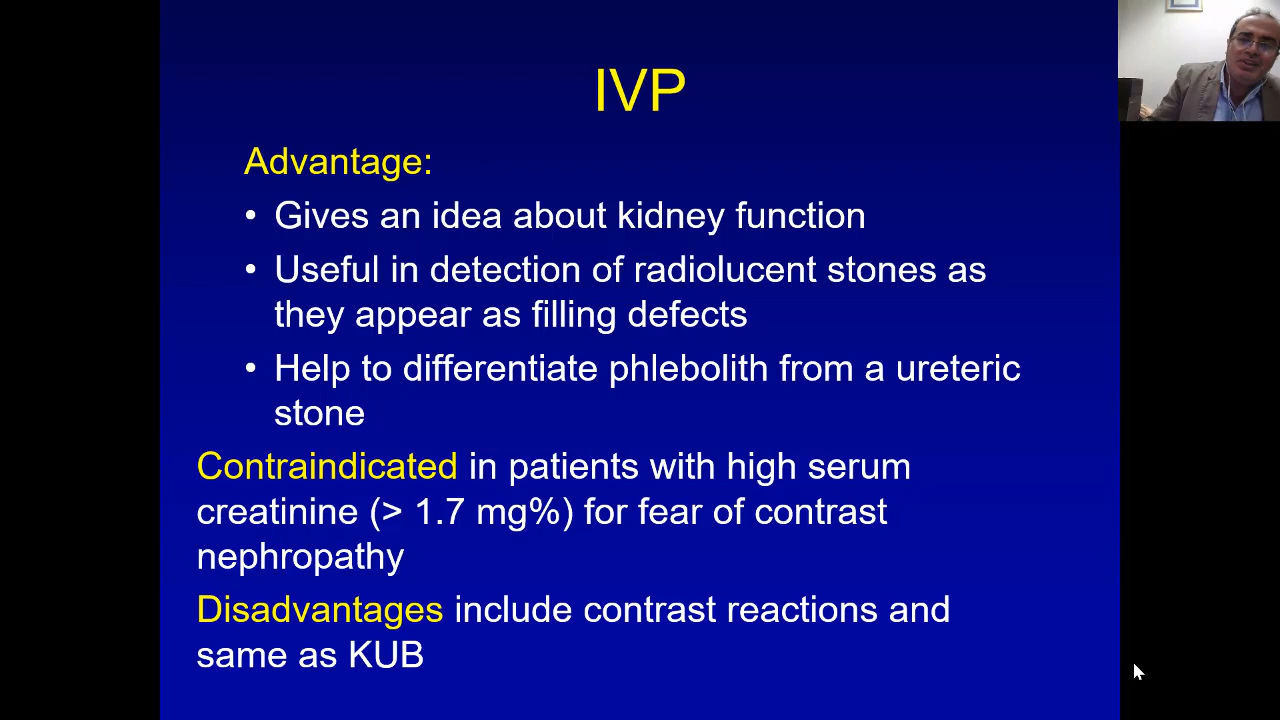 IVP
Advantage:
• Gives an idea about kidney function
• Useful in detection of radiolucent stones as
they appear as filling defects
• Help to differentiate phlebolith from a ureteric
stone
Contraindicated in patients with high serum
creatinine (> 1.7 mg%) for fear of contrast
nephropathy
Disadvantages include contrast reactions and
same as KUB